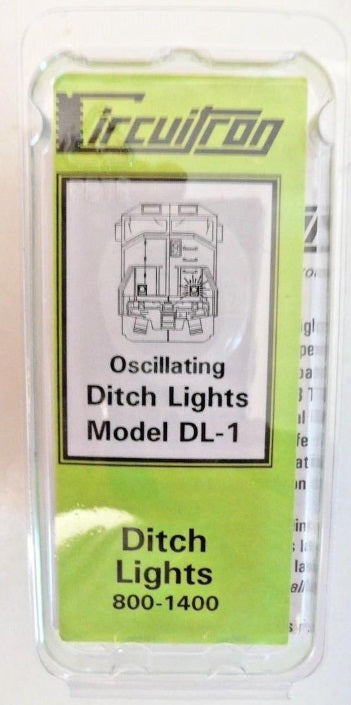 Circuitron
Oscillating
Ditch Lights
Model DL-1
Ditch
Lights
800-1400